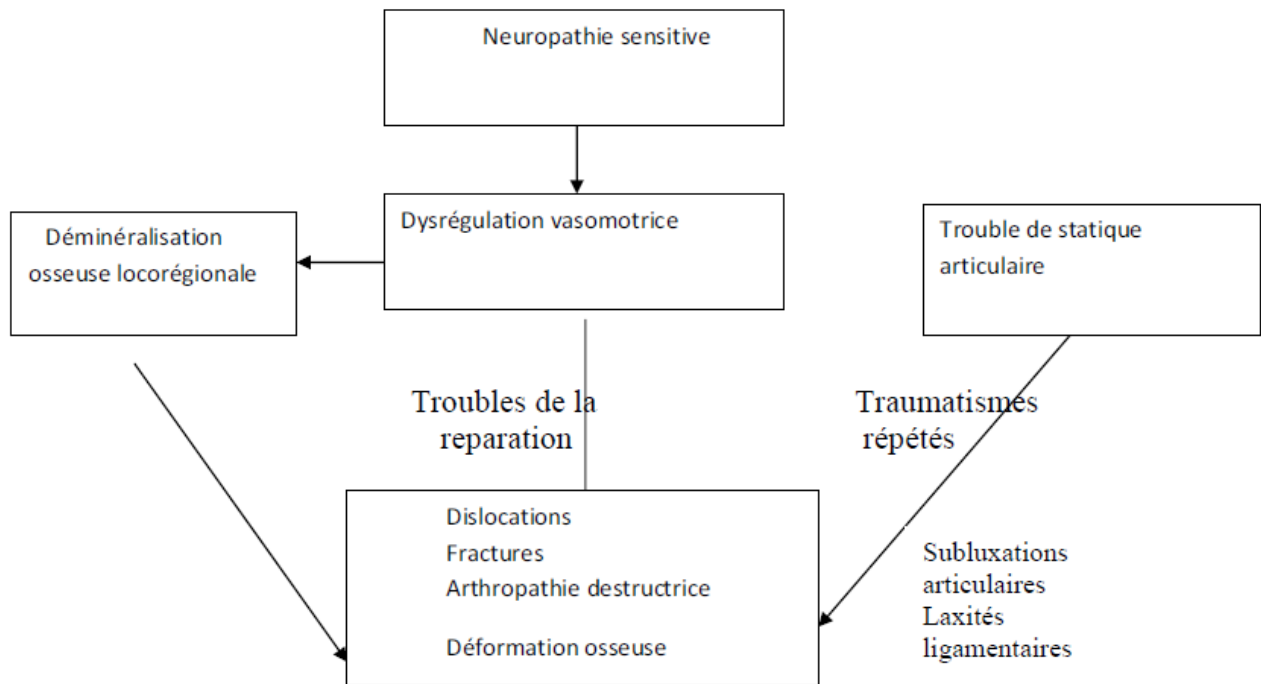 Neuropathie sensitive
Dysrégulation vasomotrice
Déminéralisation
osseuse locorégionale
Trouble de statique
articulaire
Troubles de la
reparation
Traumatismes
répétés
Dislocations
Fractures
Arthropathie destructrice
Déformation osseuse
Subluxations
articulaires
Laxités
ligamentaires